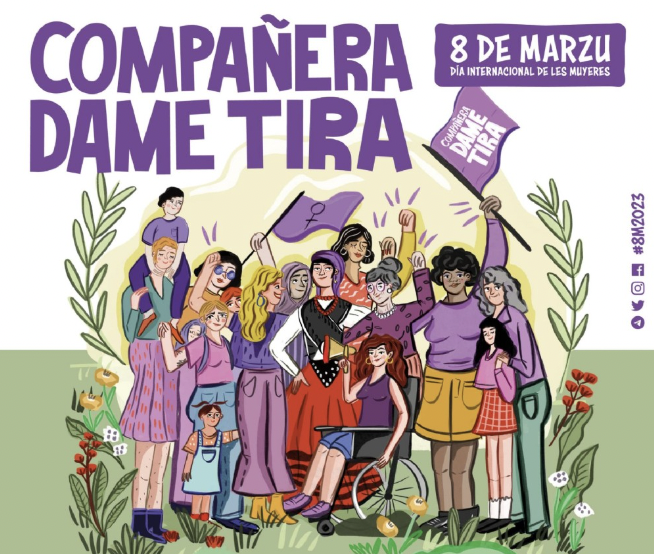 COMPAÑERA
DAME TIRA
8 DE MARZU
DÍA INTERNACIONAL DE LES MUYERES
COMPAÑERA
DAME
TIRA
#8M2023